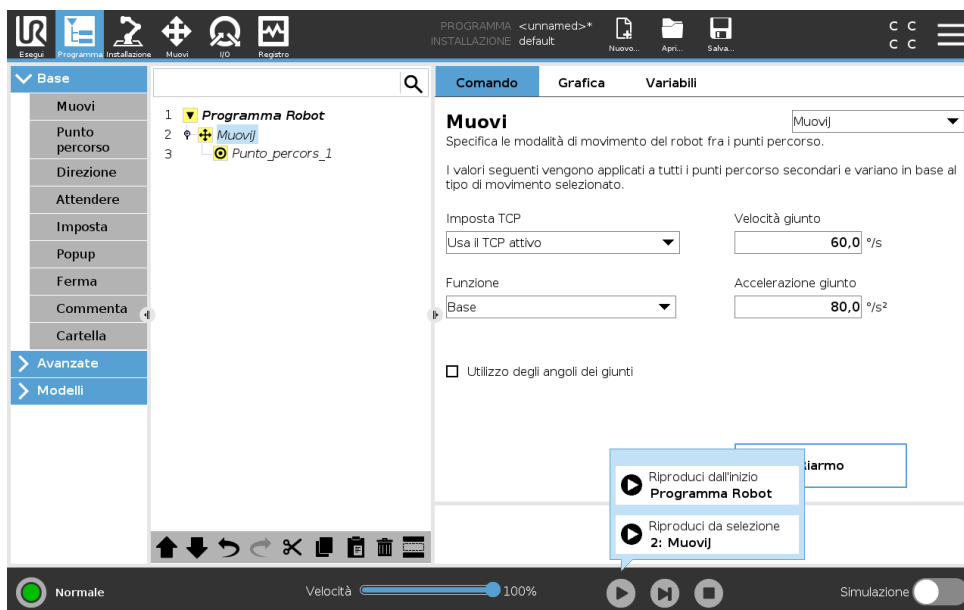 UR
PROGRAMMA <unnamed>*
INSTALLAZIONE default
Esegui Programma Installazione Muovi I/O Registro
Nuovo... Apri... Salva...
C C
C C
Base
Muovi
Punto
percorso
Direzione
Attendere
Imposta
Popup
Ferma
Commenta
Cartella
Avanzate
Modelli
1 Programma Robot
2 MuoviJ
3 Punto_percors_1
Comando Grafica Variabili
Muovi
MuoviJ
Specifica le modalità di movimento del robot fra i punti percorso.
I valori seguenti vengono applicati a tutti i punti percorso secondari e variano in base al
tipo di movimento selezionato.
Imposta TCP
Velocità giunto
Usa il TCP attivo
60,0 °/s
Funzione
Accelerazione giunto
Base
80,0 °/s²
Utilizzo degli angoli dei giunti
iarmo
Riproduci dall'inizio
Programma Robot
Riproduci da selezione
2: MuoviJ
Normale
Velocità
100%
Simulazione